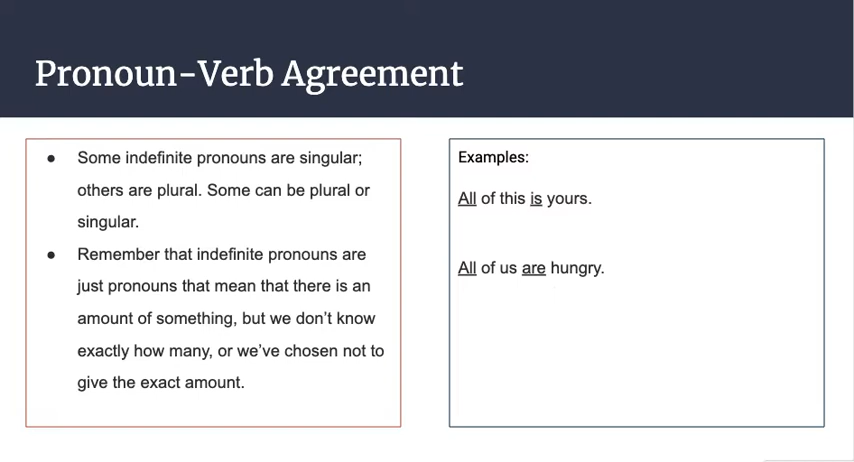 Pronoun-Verb Agreement
● Some indefinite pronouns are singular;
others are plural. Some can be plural or
singular.
● Remember that indefinite pronouns are
just pronouns that mean that there is an
amount of something, but we don’t know
exactly how many, or we’ve chosen not to
give the exact amount.
Examples:
All of this is yours.
All of us are hungry.